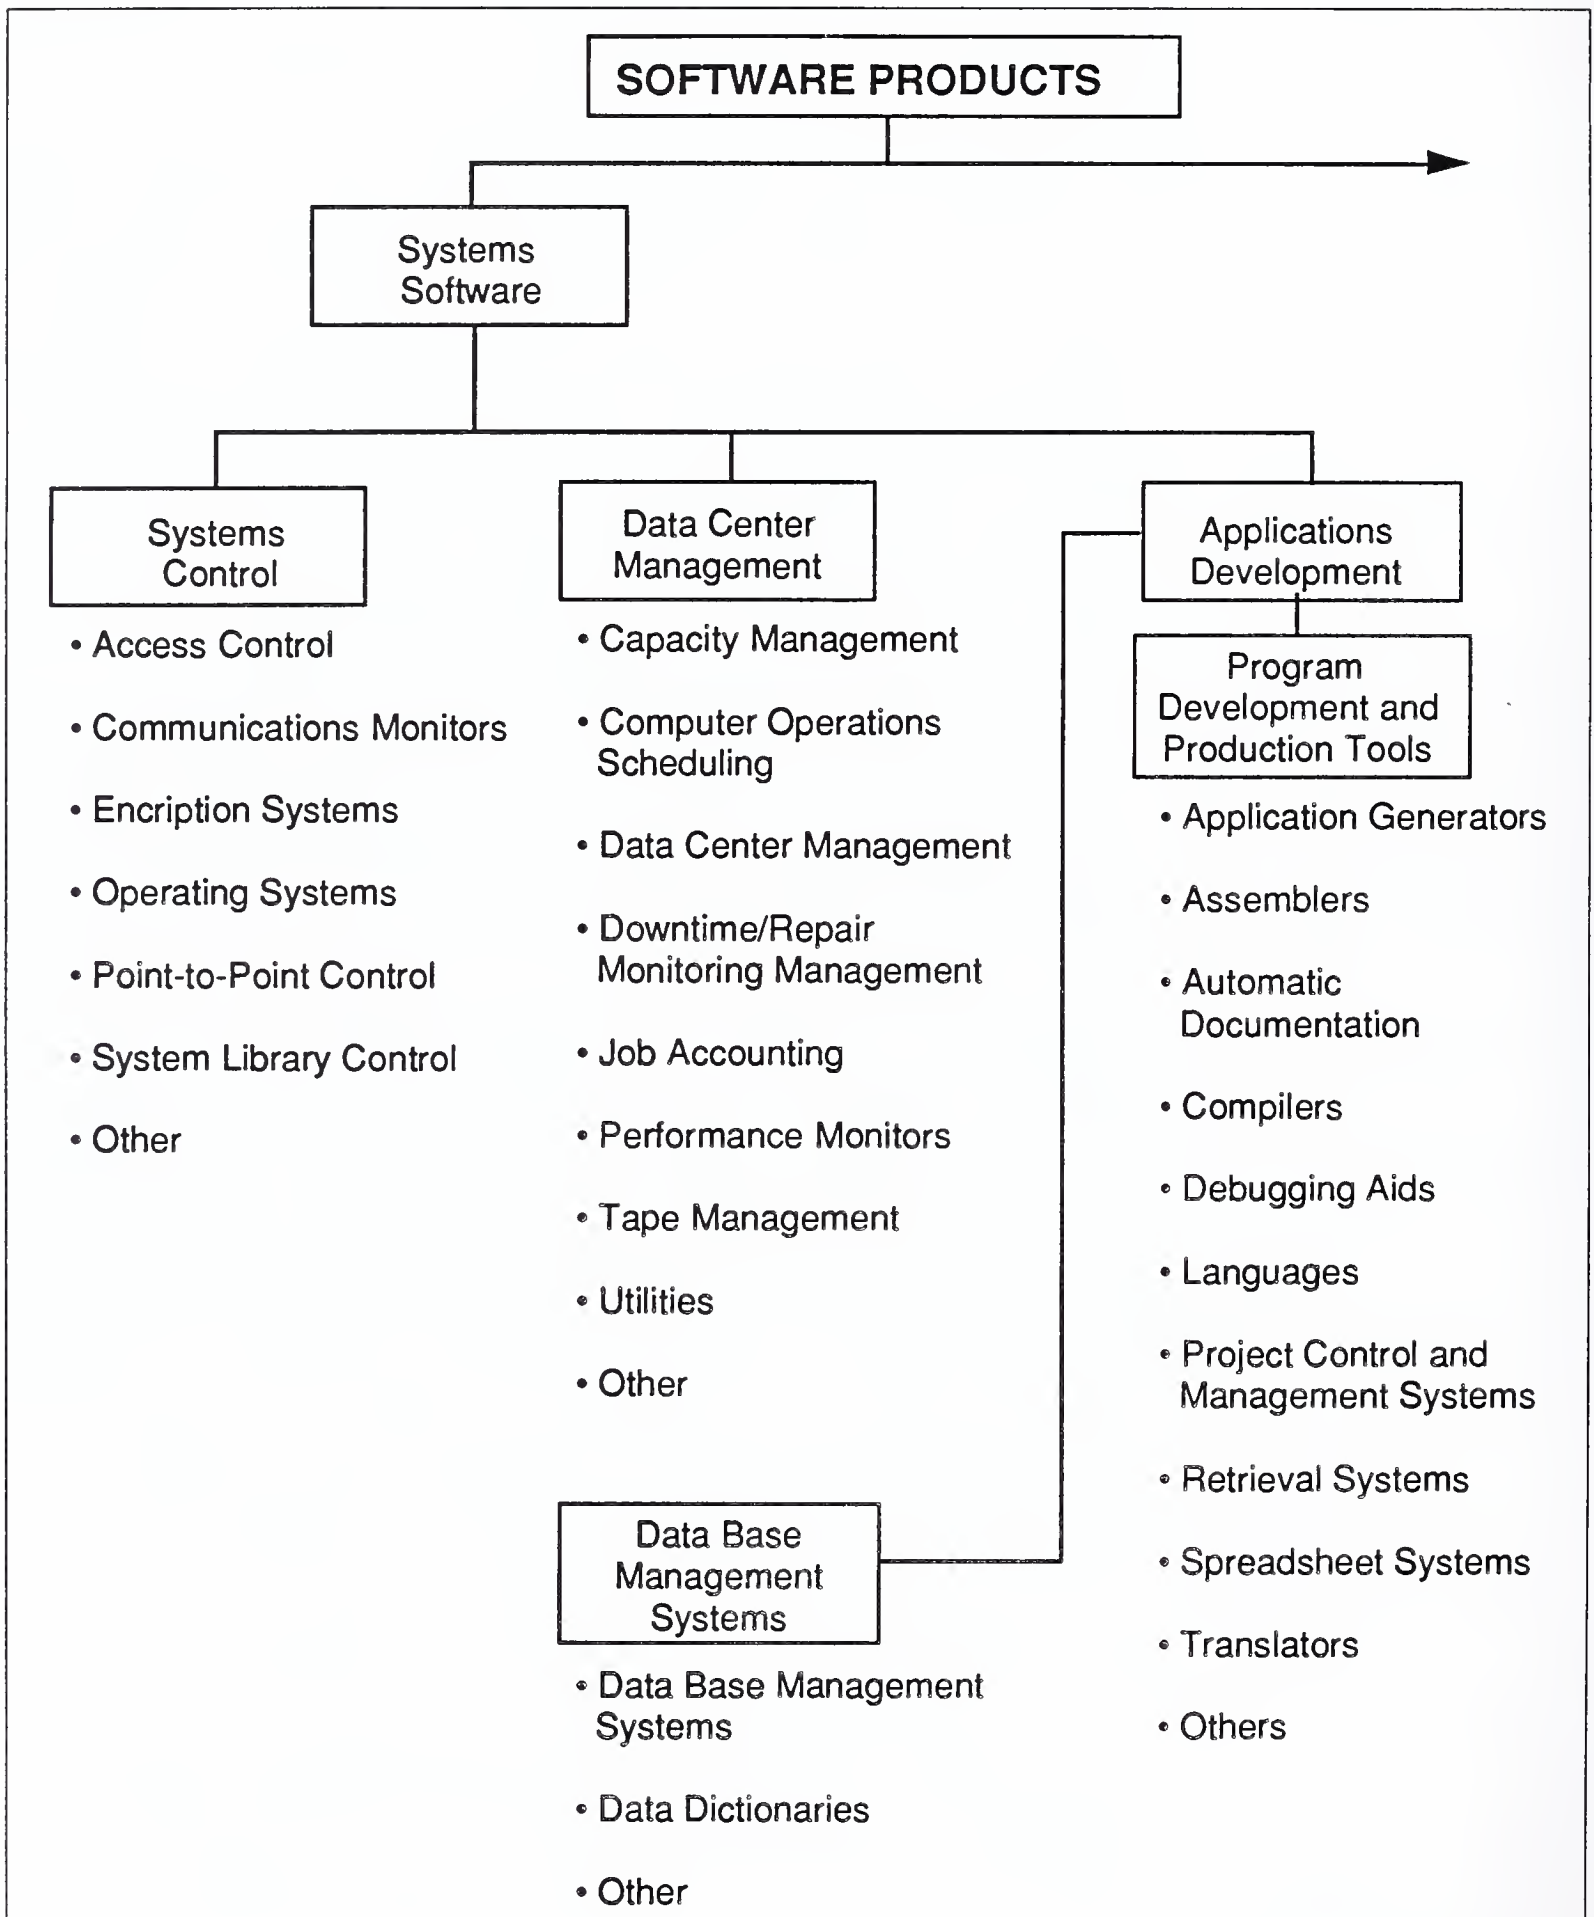 SOFTWARE PRODUCTS
Systems
Software
Systems
Control
• Access Control
• Communications Monitors
• Encription Systems
• Operating Systems
• Point-to-Point Control
• System Library Control
• Other
Data Center
Management
• Capacity Management
• Computer Operations
Scheduling
• Data Center Management
• Downtime/Repair
Monitoring Management
• Job Accounting
• Performance Monitors
• Tape Management
• Utilities
• Other
Data Base
Management
Systems
• Data Base Management
Systems
• Data Dictionaries
• Other
Applications
Development
Program
Development and
Production Tools
• Application Generators
• Assemblers
• Automatic
Documentation
• Compilers
• Debugging Aids
• Languages
• Project Control and
Management Systems
• Retrieval Systems
• Spreadsheet Systems
• Translators
• Others